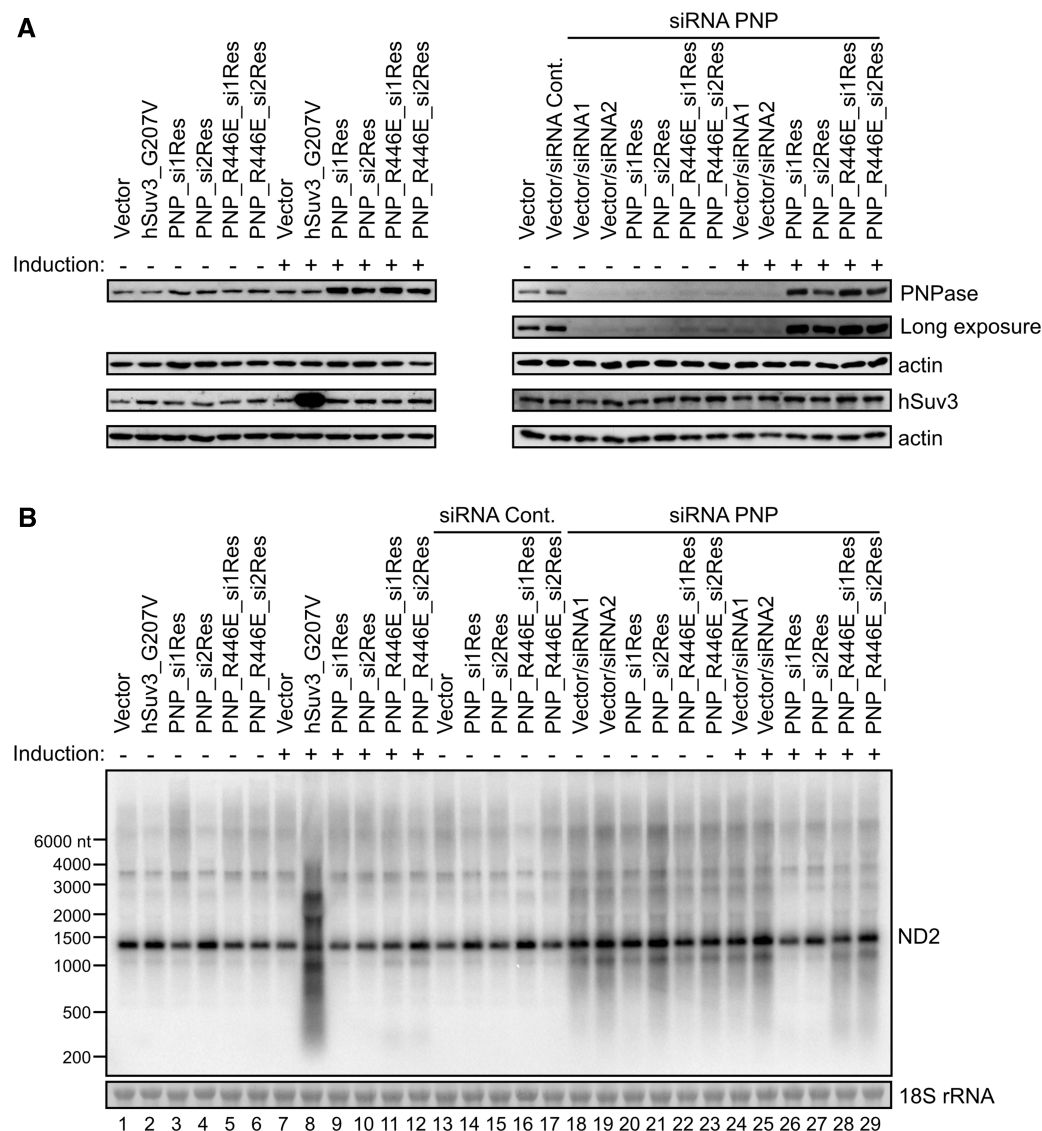 A
siRNA PNP
Vector
hSuv3_G207V
PNP_si1Res
PNP_si2Res
PNP_R446E_si1Res
PNP_R446E_si2Res
Vector
hSuv3_G207V
PNP_si1Res
PNP_si2Res
PNP_R446E_si1Res
PNP_R446E_si2Res
Vector
Vector/siRNA Cont.
Vector/siRNA1
Vector/siRNA2
PNP_si1Res
PNP_si2Res
PNP_R446E_si1Res
PNP_R446E_si2Res
Vector/siRNA1
Vector/siRNA2
PNP_si1Res
PNP_si2Res
PNP_R446E_si1Res
PNP_R446E_si2Res
Induction: - - - - - - + + + + + + - - - - - - - - + + + + + +
PNPase
Long exposure
actin
hSuv3
actin
B
siRNA Cont. siRNA PNP
Vector
hSuv3_G207V
PNP_si1Res
PNP_si2Res
PNP_R446E_si1Res
PNP_R446E_si2Res
Vector
hSuv3_G207V
PNP_si1Res
PNP_si2Res
PNP_R446E_si1Res
PNP_R446E_si2Res
Vector
PNP_si1Res
PNP_si2Res
PNP_R446E_si1Res
PNP_R446E_si2Res
Vector/siRNA1
Vector/siRNA2
PNP_si1Res
PNP_si2Res
PNP_R446E_si1Res
PNP_R446E_si2Res
Vector/siRNA1
Vector/siRNA2
PNP_si1Res
PNP_si2Res
PNP_R446E_si1Res
PNP_R446E_si2Res
Induction: - - - - - - + + + + + + - - - - - - - - - - - + + + + + +
6000 nt
4000
3000
2000
1500
ND2
1000
500
200
18S rRNA
1 2 3 4 5 6 7 8 9 10 11 12 13 14 15 16 17 18 19 20 21 22 23 24 25 26 27 28 29